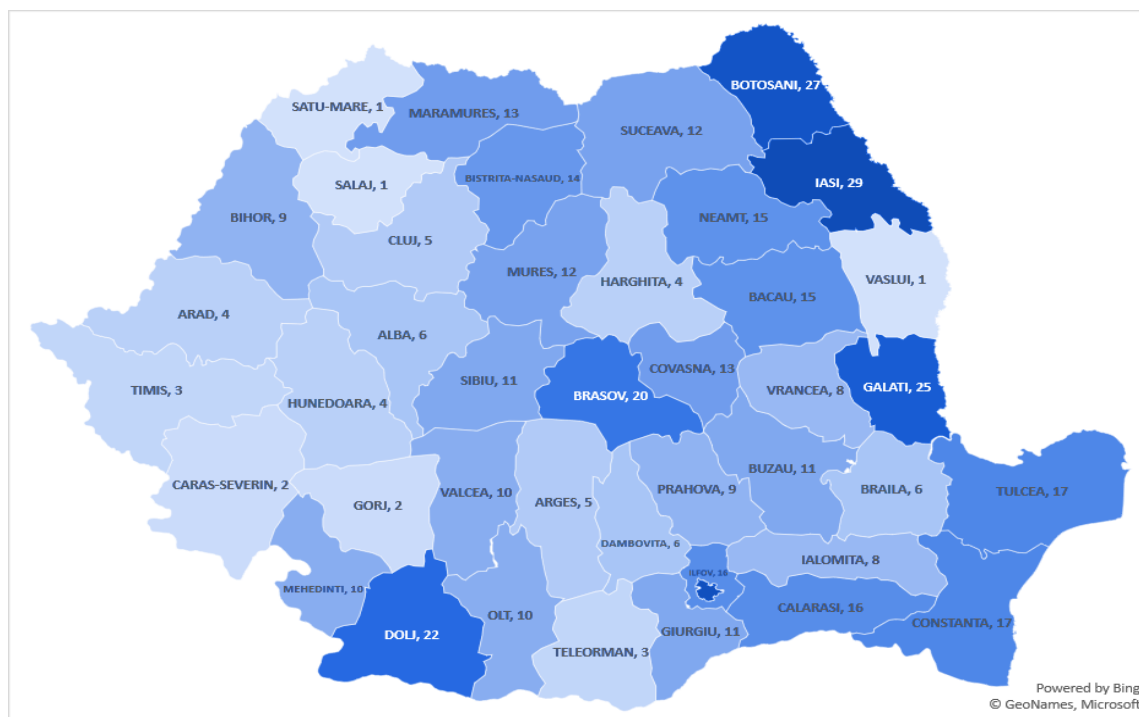 BOTOSANI, 27
SATU-MARE, 1
MARAMURES, 13
SUCEAVA, 12
BISTRITA-NASAUD, 14
IASI, 29
SALAJ, 1
BIHOR, 9
NEAMT, 15
CLUJ, 5
MURES, 12
HARGHITA, 4
VASLUI, 1
BACAU, 15
ARAD, 4
ALBA, 6
COVASNA, 13
SIBIU, 11
TIMIS, 3
VRANCEA, 8
GALATI, 25
BRASOV, 20
HUNEDOARA, 4
BUZAU, 11
CARAS-SEVERIN, 2
VALCEA, 10
PRAHOVA, 9
BRAILA, 6
TULCEA, 17
GORJ, 2
ARGES, 5
DAMBOVITA, 6
IALOMITA, 8
ILFOV, 16
MEHEDINTI, 10
CALARASI, 16
OLT, 10
CONSTANTA, 17
DOLJ, 22
GIURGIU, 11
TELEORMAN, 3
Powered by Bing
© GeoNames, Microsoft